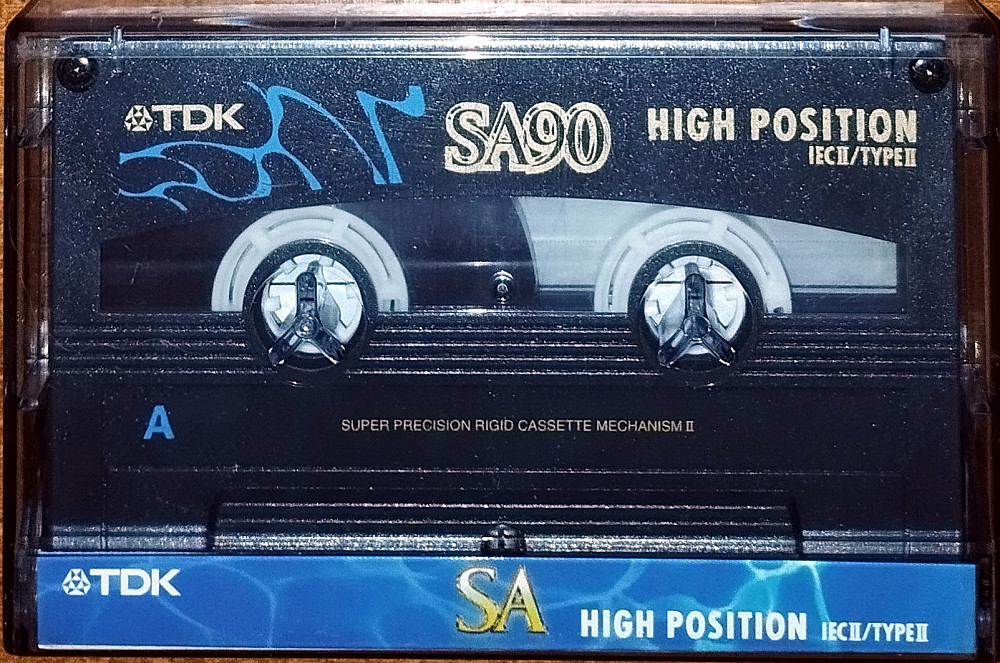 TDK SA90 HIGH POSITION
IECⅡ/TYPEⅡ
A SUPER PRECISION RIGID CASSETTE MECHANISM Ⅱ
TDK SA HIGH POSITION IECⅡ/TYPEⅡ